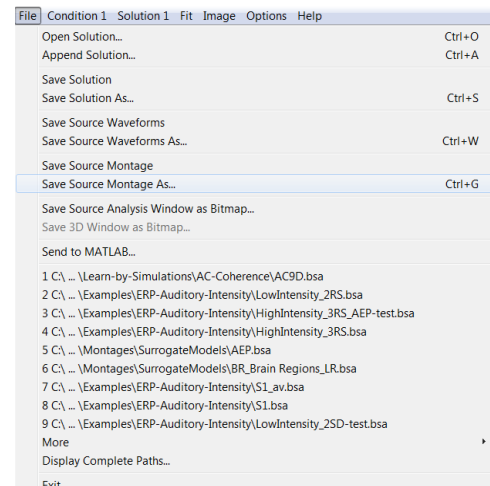 File Condition 1 Solution 1 Fit Image Options Help
Open Solution... Ctrl+O
Append Solution... Ctrl+A
Save Solution
Save Solution As... Ctrl+S
Save Source Waveforms
Save Source Waveforms As... Ctrl+W
Save Source Montage
Save Source Montage As... Ctrl+G
Save Source Analysis Window as Bitmap...
Save 3D Window as Bitmap...
Send to MATLAB...
1 C:\ ... \Learn-by-Simulations\AC-Coherence\AC9D.bsa
2 C:\ ... \Examples\ERP-Auditory-Intensity\LowIntensity_2RS.bsa
3 C:\ ... \Examples\ERP-Auditory-Intensity\HighIntensity_3RS_AEP-test.bsa
4 C:\ ... \Examples\ERP-Auditory-Intensity\HighIntensity_3RS.bsa
5 C:\ ... \Montages\SurrogateModels\AEP.bsa
6 C:\ ... \Montages\SurrogateModels\BR_Brain Regions_LR.bsa
7 C:\ ... \Examples\ERP-Auditory-Intensity\S1_av.bsa
8 C:\ ... \Examples\ERP-Auditory-Intensity\S1.bsa
9 C:\ ... \Examples\ERP-Auditory-Intensity\LowIntensity_2SD-test.bsa
More
Display Complete Paths...
Exit